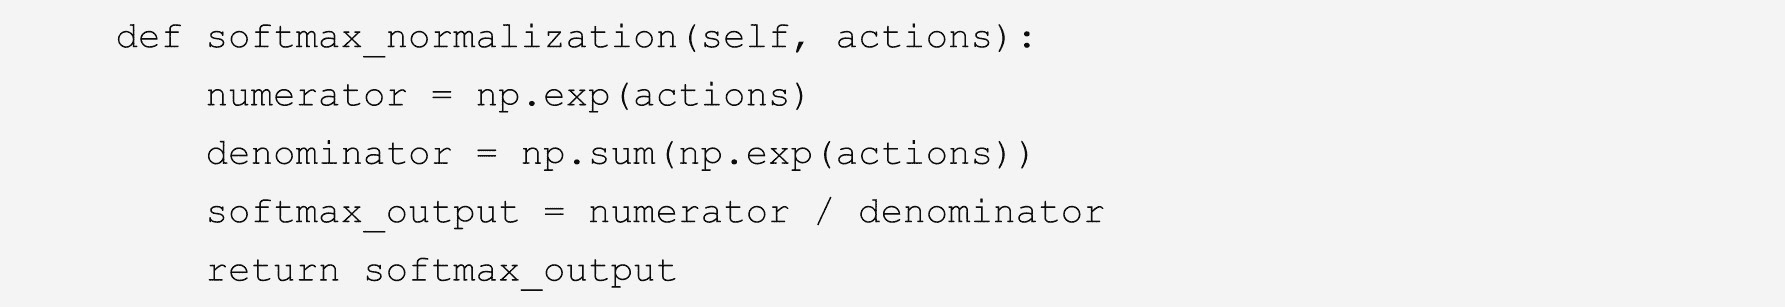 def softmax_normalization(self, actions):
    numerator = np.exp(actions)
    denominator = np.sum(np.exp(actions))
    softmax_output = numerator / denominator
    return softmax_output